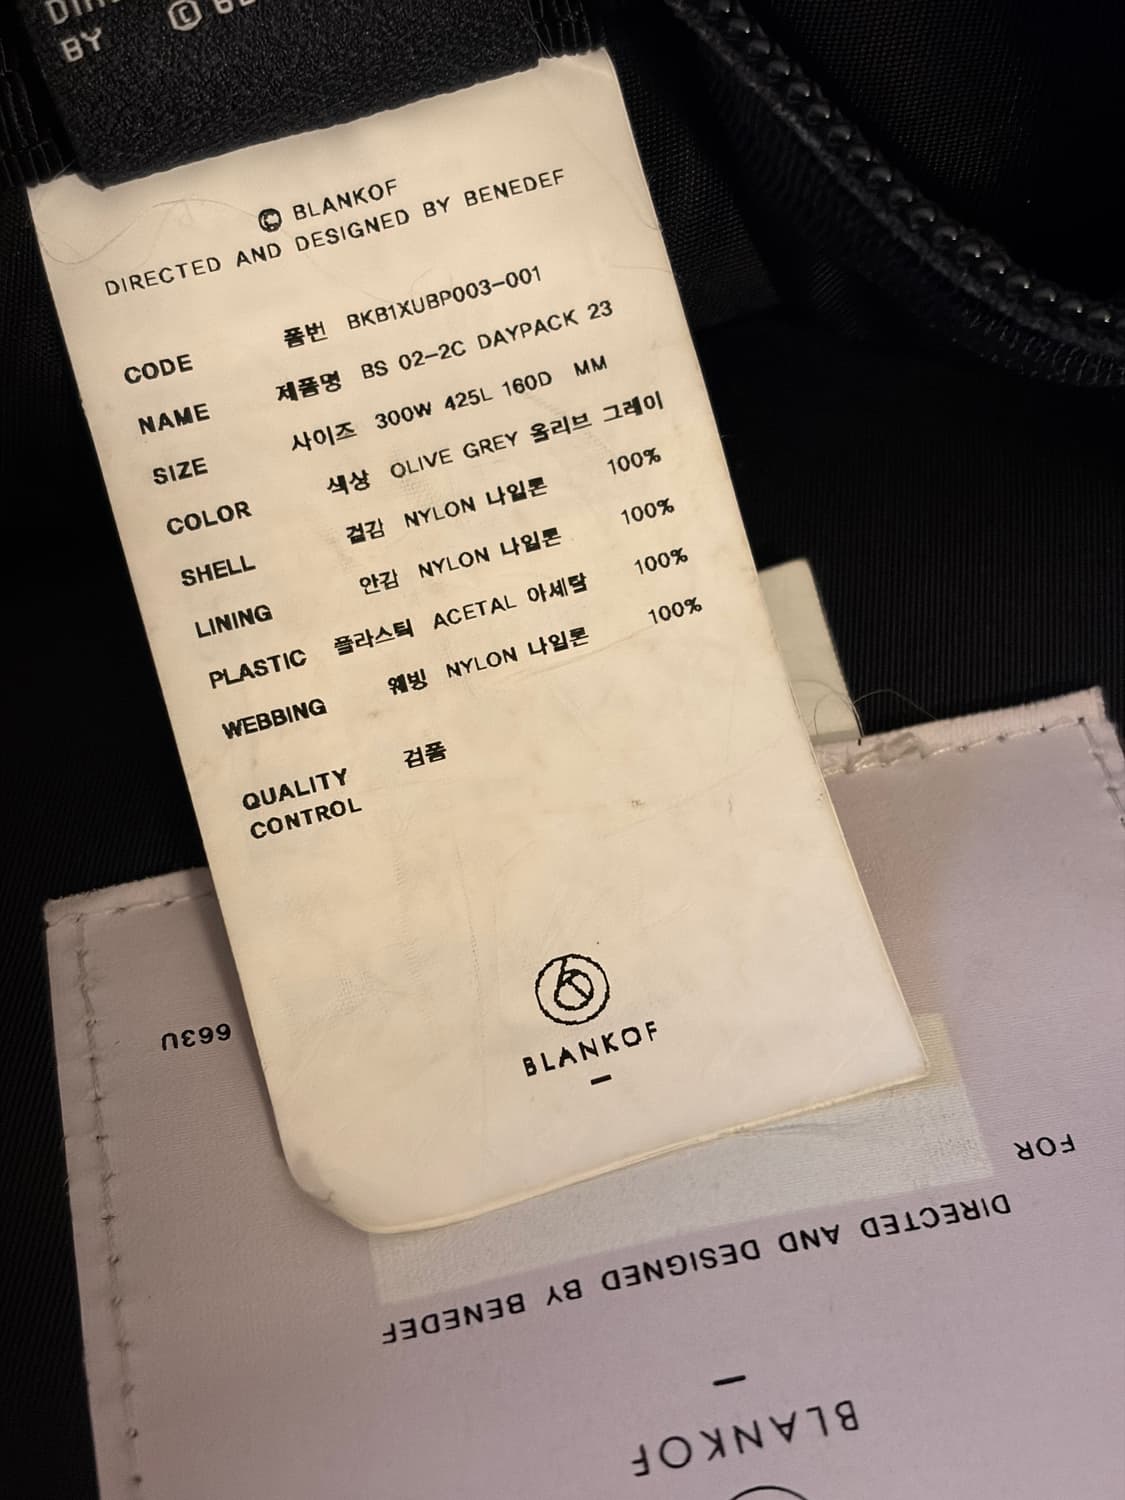 BY ©
© BLANKOF
DIRECTED AND DESIGNED BY BENEDEF
CODE 품번 BKB1XUBP003-001
NAME 제품명 BS 02-2C DAYPACK 23
SIZE 사이즈 300W 425L 160D MM
COLOR 색상 OLIVE GREY 올리브 그레이
SHELL 겉감 NYLON 나일론 100%
LINING 안감 NYLON 나일론 100%
PLASTIC 플라스틱 ACETAL 아세탈 100%
WEBBING 웨빙 NYLON 나일론 100%
QUALITY 검품
CONTROL
BLANKOF
663U
FOR
DIRECTED AND DESIGNED BY BENEDEF
BLANKOF